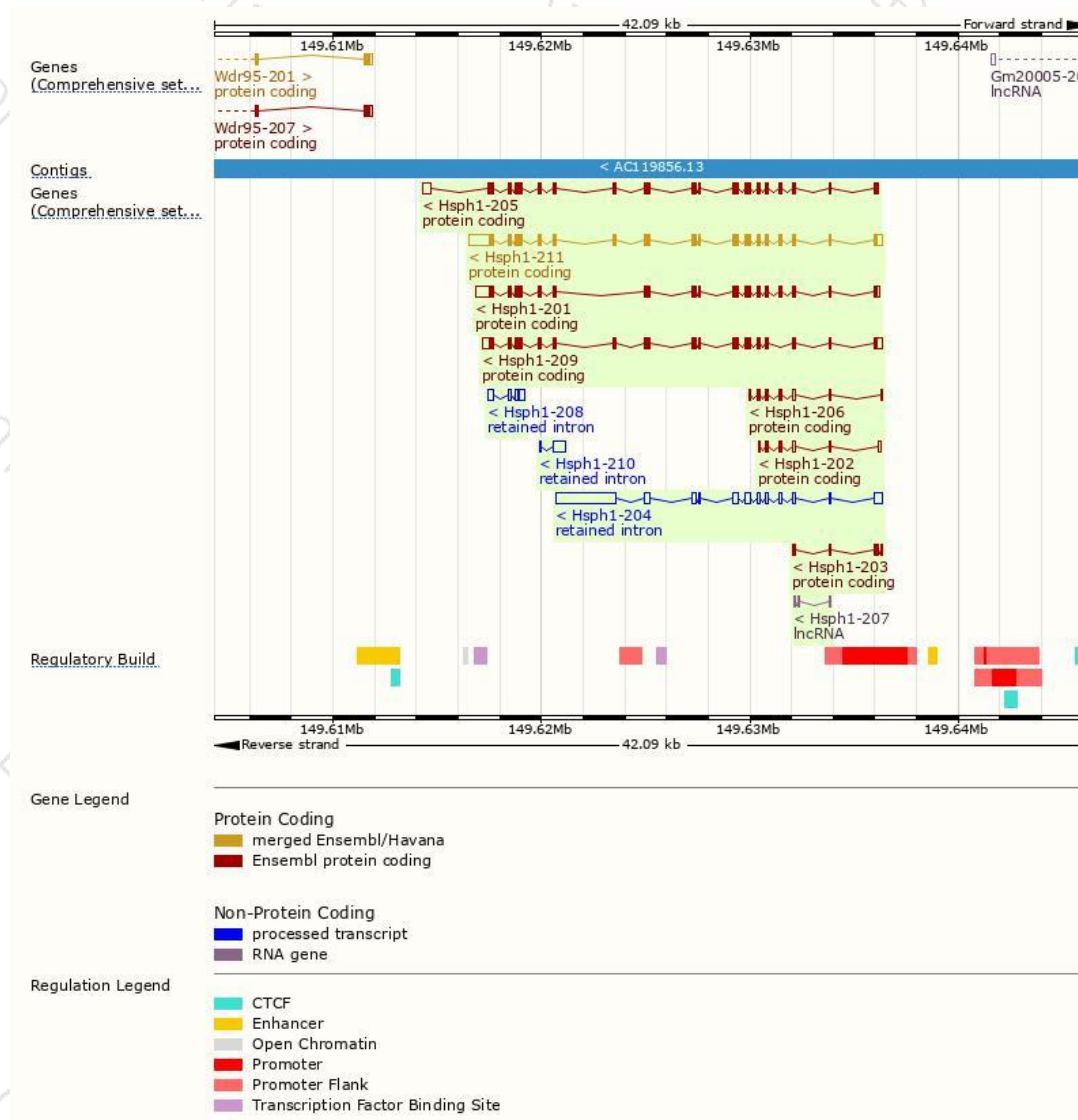 42.09 kb
Forward strand
149.61Mb 149.62Mb 149.63Mb 149.64Mb
Genes
(Comprehensive set...
Wdr95-201 >
protein coding
Gm20005-20
lncRNA
Wdr95-207 >
protein coding
Contigs
< AC119856.13
Genes
(Comprehensive set...
< Hsph1-205
protein coding
< Hsph1-211
protein coding
< Hsph1-201
protein coding
< Hsph1-209
protein coding
< Hsph1-208
retained intron
< Hsph1-206
protein coding
< Hsph1-210
retained intron
< Hsph1-202
protein coding
< Hsph1-204
retained intron
< Hsph1-203
protein coding
< Hsph1-207
lncRNA
Regulatory Build
149.61Mb 149.62Mb 149.63Mb 149.64Mb
Reverse strand
42.09 kb
Gene Legend
Protein Coding
merged Ensembl/Havana
Ensembl protein coding
Non-Protein Coding
processed transcript
RNA gene
Regulation Legend
CTCF
Enhancer
Open Chromatin
Promoter
Promoter Flank
Transcription Factor Binding Site